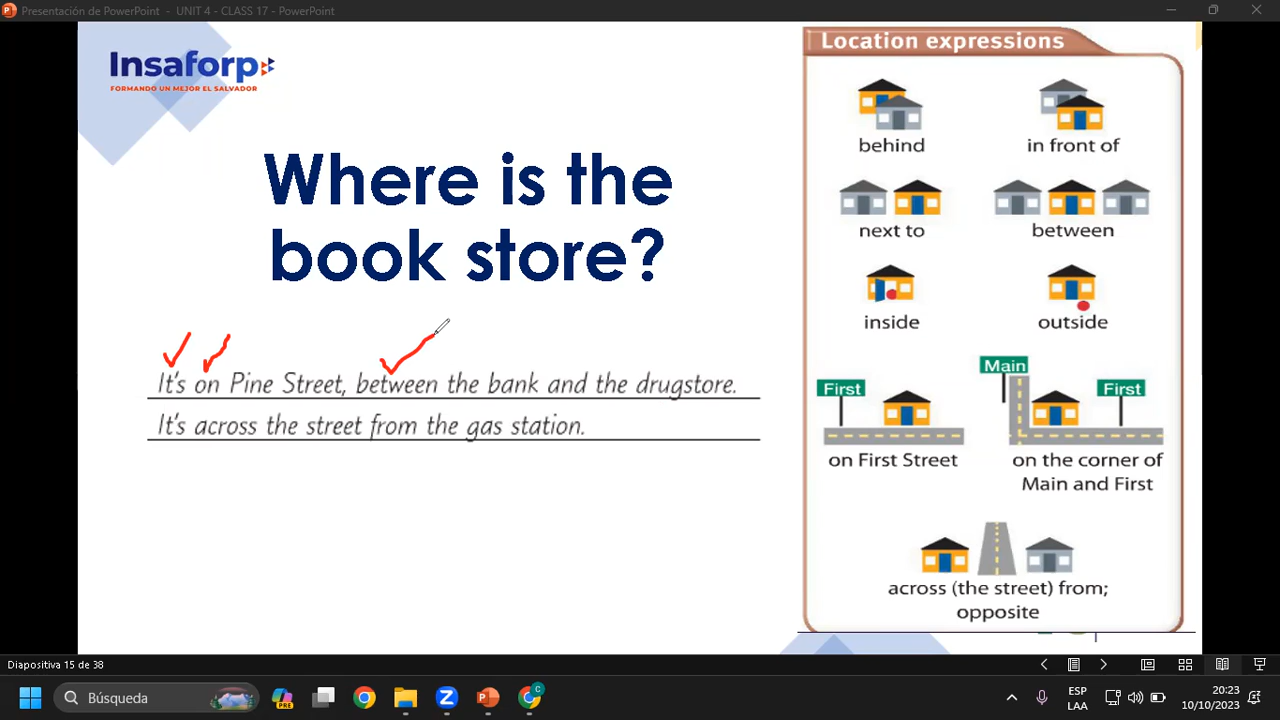 Presentación de PowerPoint - UNIT 4 - CLASS 17 - PowerPoint
Insaforp
FORMANDO UN MEJOR EL SALVADOR
Where is the
book store?
It's on Pine Street, between the bank and the drugstore.
It's across the street from the gas station.
Location expressions
behind
in front of
next to
between
inside
outside
First
on First Street
Main
First
on the corner of
Main and First
across (the street) from;
opposite
Diapositiva 15 de 38
Búsqueda
PRE
ESP
LAA
20:23
10/10/2023